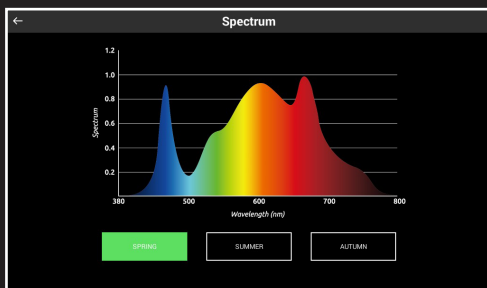 ← Spectrum
1.2
1.0
0.8
0.6
0.4
0.2
Spectrum
380 500 600 700 800
Wavelength (nm)
SPRING SUMMER AUTUMN